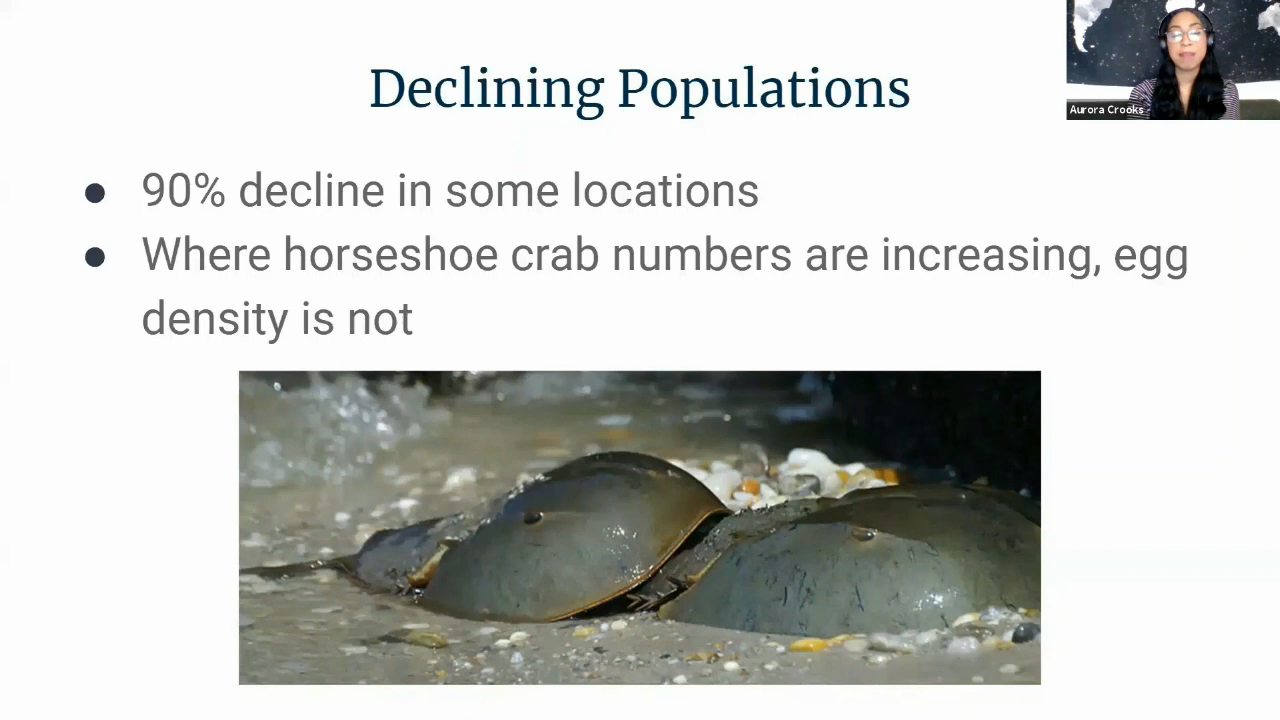 Declining Populations
Aurora Crooks
● 90% decline in some locations
● Where horseshoe crab numbers are increasing, egg
density is not